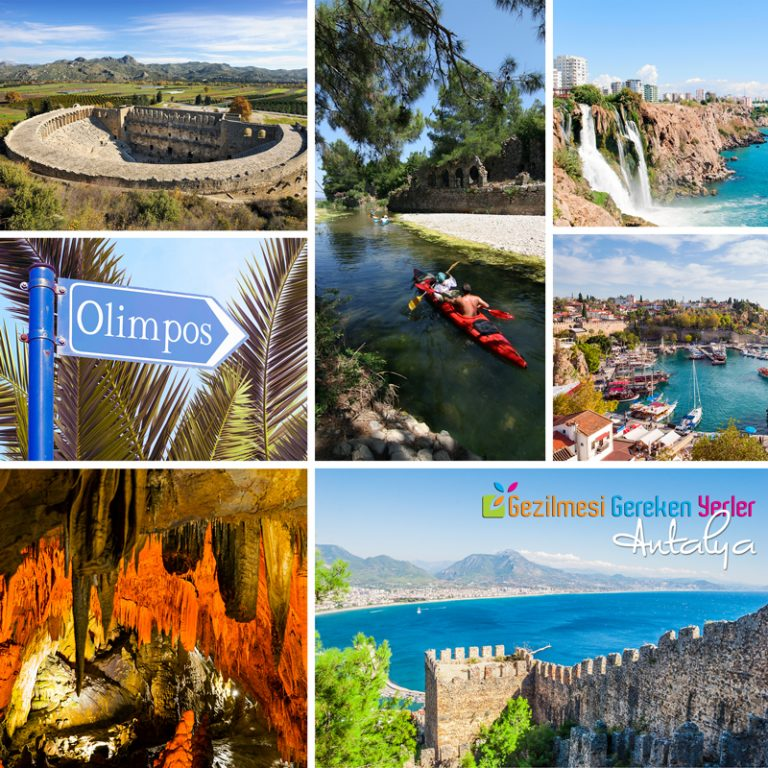 Gezilmesi Gereken Yerler
Antalya
Olimpos